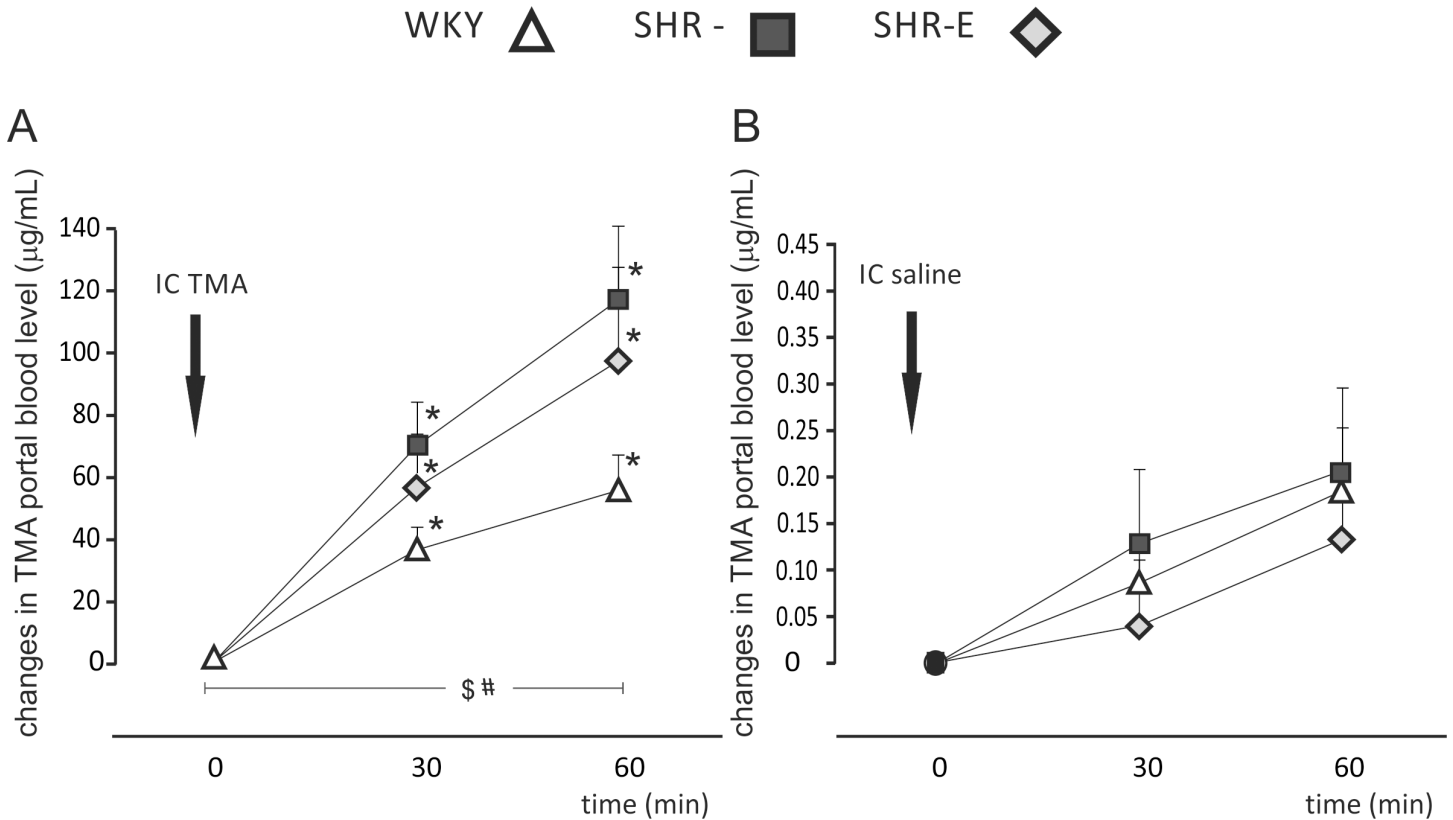 WKY SHR - SHR-E
A
changes in TMA portal blood level (µg/mL)
140
120
100
80
60
40
20
0
IC TMA
*
*
*
*
*
*
$ #
0 30 60
time (min)
B
changes in TMA portal blood level (µg/mL)
0.45
0.40
0.35
0.30
0.25
0.20
0.15
0.10
0.05
0
IC saline
0 30 60
time (min)